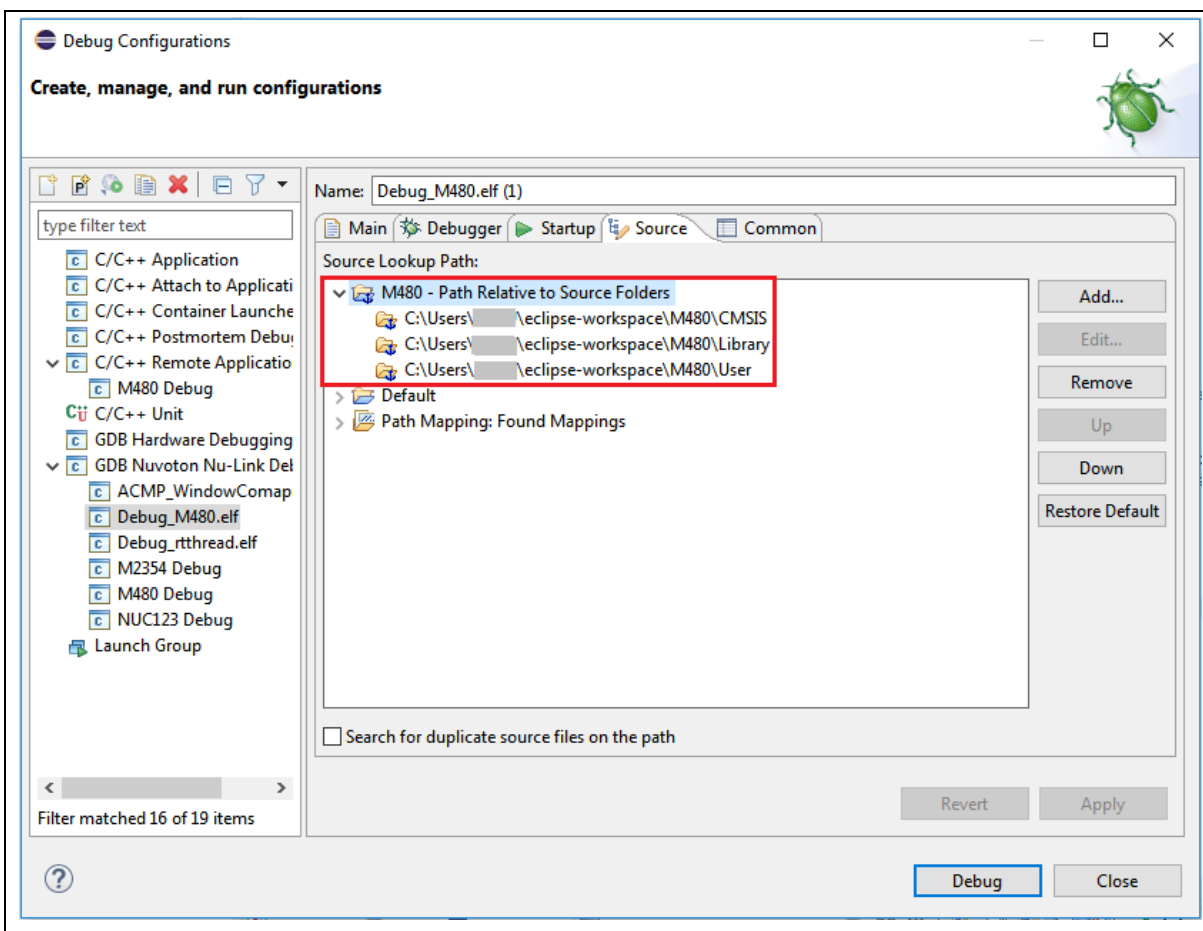 Debug Configurations
Create, manage, and run configurations
type filter text
C/C++ Application
C/C++ Attach to Applicati
C/C++ Container Launche
C/C++ Postmortem Debu
C/C++ Remote Applicatio
M480 Debug
C/C++ Unit
GDB Hardware Debugging
GDB Nuvoton Nu-Link Del
ACMP_WindowComap
Debug_M480.elf
Debug_rtthread.elf
M2354 Debug
M480 Debug
NUC123 Debug
Launch Group
Filter matched 16 of 19 items
Name: Debug_M480.elf (1)
Main Debugger Startup Source Common
Source Lookup Path:
M480 - Path Relative to Source Folders
C:\Users\ \eclipse-workspace\M480\CMSIS
C:\Users\ \eclipse-workspace\M480\Library
C:\Users\ \eclipse-workspace\M480\User
Default
Path Mapping: Found Mappings
Add...
Edit...
Remove
Up
Down
Restore Default
Search for duplicate source files on the path
Revert Apply
Debug Close